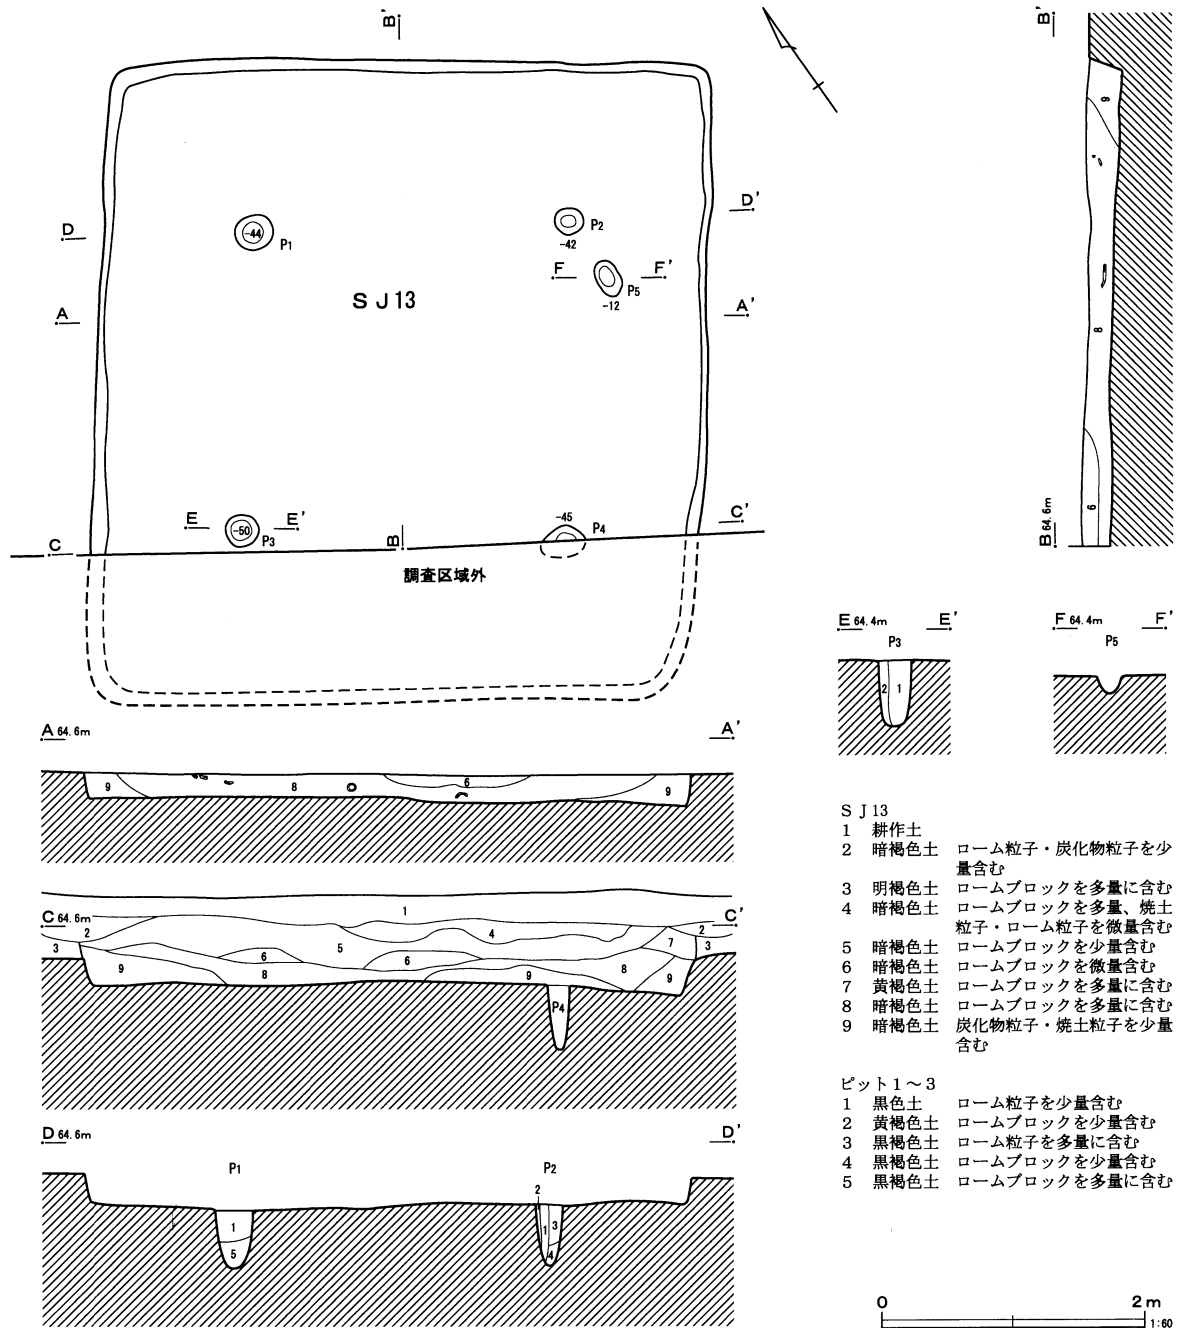 B'
B'
D
D'
-44
P1
P2
-42
F
F'
P5
-12
S J 13
A
A'
E
E'
-50
P3
B
-45
P4
C
C'
調査区域外
B 64.6m
9
8
6
E 64.4m
E'
P3
2 1
F 64.4m
F'
P5
A 64.6m
A'
9 8 6 9
C 64.6m
C'
1
2 4 2
3 5 7 3
6 6
9 8 9 8 9
P4
D 64.6m
D'
P1
P2
1
5
2
1 3
4
S J 13
1 耕作土
2 暗褐色土 ローム粒子・炭化物粒子を少
量含む
3 明褐色土 ロームブロックを多量に含む
4 暗褐色土 ロームブロックを多量、焼土
粒子・ローム粒子を微量含む
5 暗褐色土 ロームブロックを少量含む
6 暗褐色土 ロームブロックを微量含む
7 黄褐色土 ロームブロックを多量に含む
8 暗褐色土 ロームブロックを多量に含む
9 暗褐色土 炭化物粒子・焼土粒子を少量
含む
ピット1~3
1 黒色土 ローム粒子を少量含む
2 黄褐色土 ロームブロックを少量含む
3 黒褐色土 ローム粒子を多量に含む
4 黒褐色土 ロームブロックを少量含む
5 黒褐色土 ロームブロックを多量に含む
0 2m
1:60